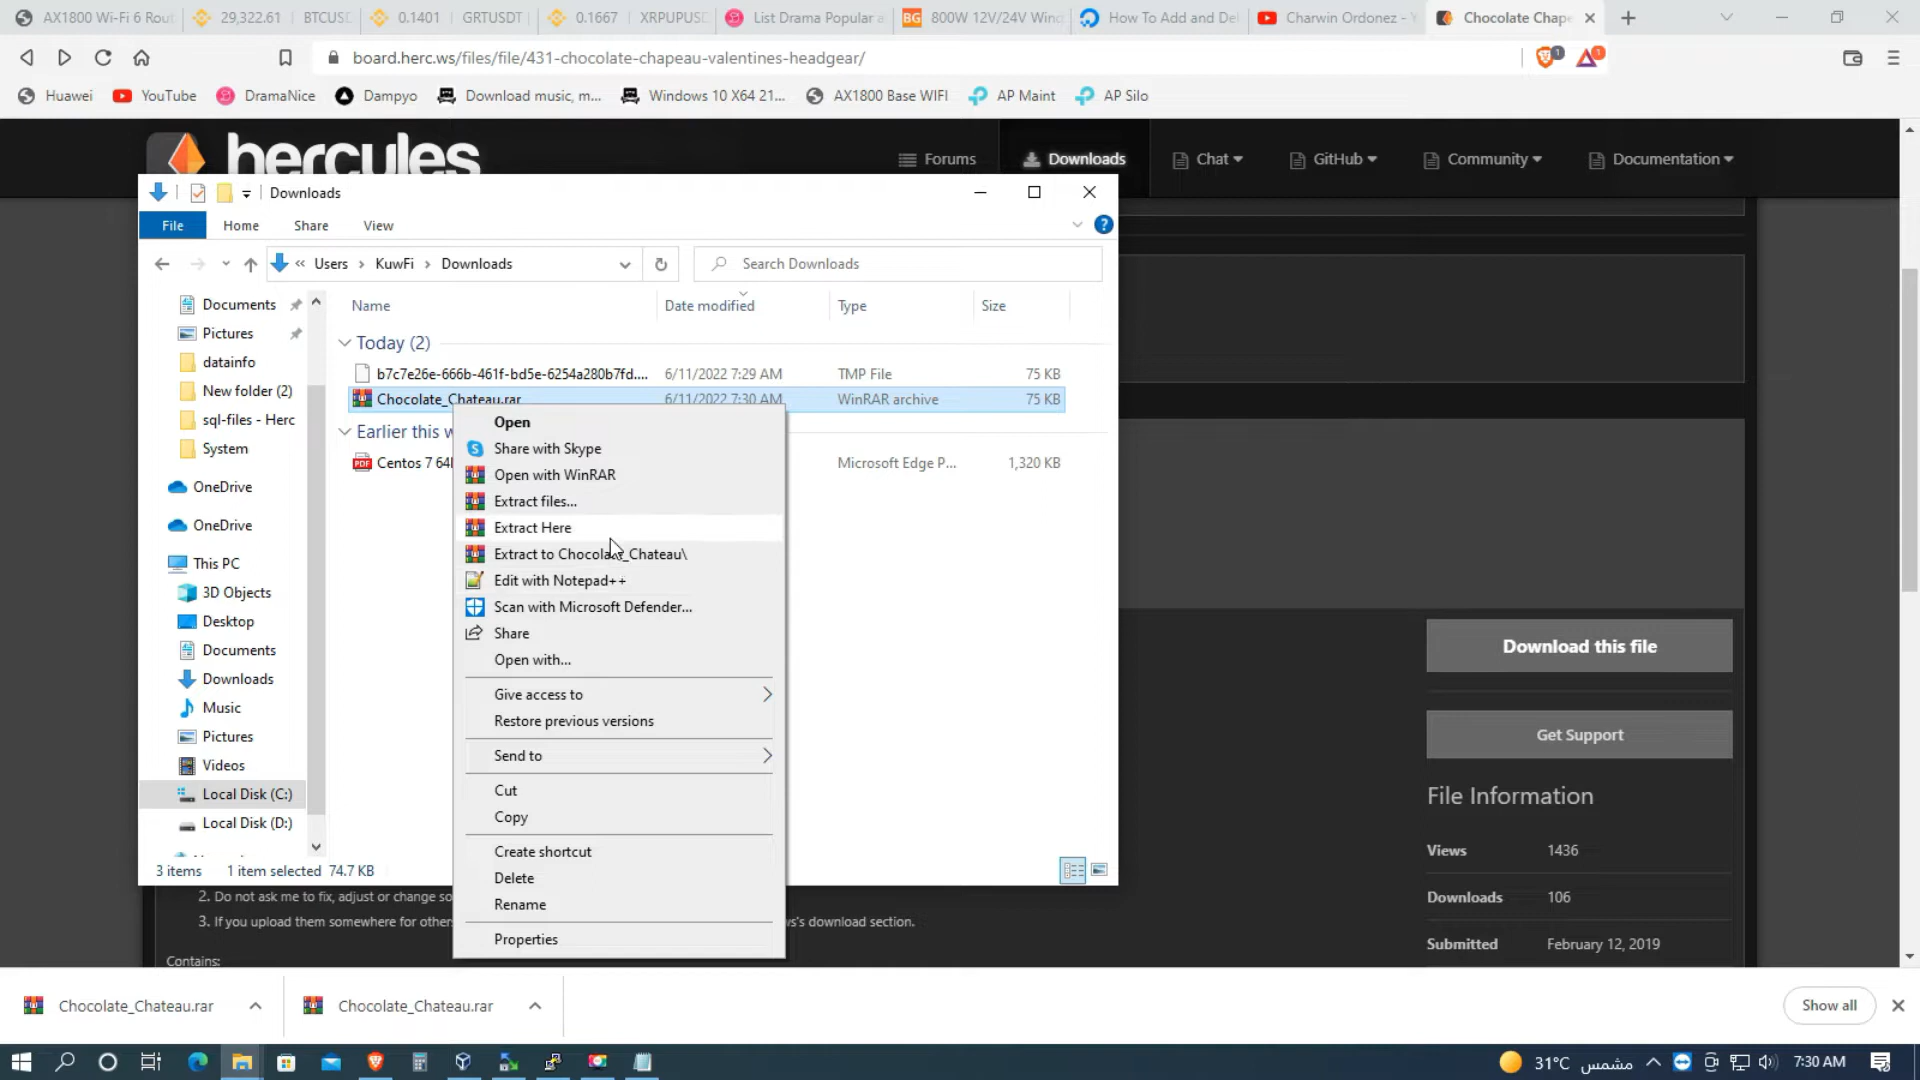 AX1800 Wi-Fi 6 Rout
29,322.61 | BTCUSD
0.1401 | GRTUSDT |
0.1667 | XRPUPUSD
List Drama Popular a
800W 12V/24V Wind
How To Add and Del
Charwin Ordonez - Y
Chocolate Chape
board.herc.ws/files/file/431-chocolate-chapeau-valentines-headgear/
1
1
Huawei
YouTube
DramaNice
Dampyo
Download music, m...
Windows 10 X64 21...
AX1800 Base WIFI
AP Maint
AP Silo
hercules
Forums
Downloads
Chat
GitHub
Community
Documentation
Downloads
File
Home
Share
View
« Users > KuwFi > Downloads
Search Downloads
Name
Date modified
Type
Size
Documents
Pictures
datainfo
New folder (2)
sql-files - Herc
System
OneDrive
OneDrive
This PC
3D Objects
Desktop
Documents
Downloads
Music
Pictures
Videos
Local Disk (C:)
Local Disk (D:)
Today (2)
b7c7e26e-666b-461f-bd5e-6254a280b7fd....
6/11/2022 7:29 AM
TMP File
75 KB
Chocolate_Chateau.rar
6/11/2022 7:30 AM
WinRAR archive
75 KB
Earlier this w
PDF
Centos 7 64
Microsoft Edge P...
1,320 KB
Open
Share with Skype
Open with WinRAR
Extract files...
Extract Here
Extract to Chocolate_Chateau\
Edit with Notepad++
Scan with Microsoft Defender...
Share
Open with...
Give access to
Restore previous versions
Send to
Cut
Copy
Create shortcut
Delete
Rename
Properties
3 items
1 item selected 74.7 KB
2. Do not ask me to fix, adjust or change so
3. If you upload them somewhere for other
's download section.
Contains:
Download this file
Get Support
File Information
Views
1436
Downloads
106
Submitted
February 12, 2019
Chocolate_Chateau.rar
Chocolate_Chateau.rar
Show all
31°C مشمس
7:30 AM